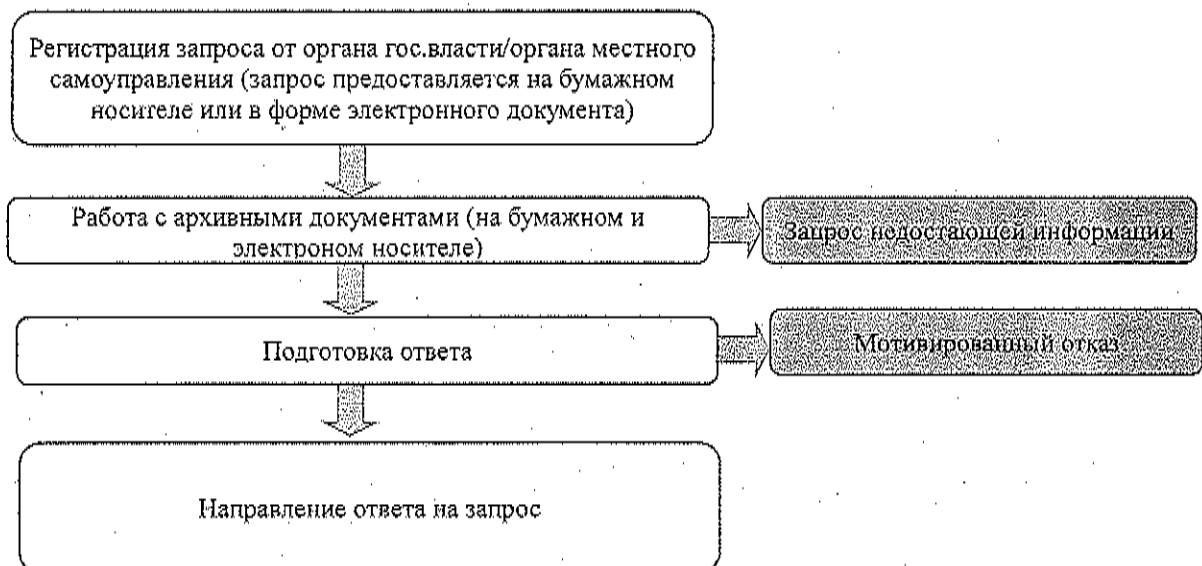 Регистрация запроса от органа гос.власти/органа местного
самоуправления (запрос предоставляется на бумажном
носителе или в форме электронного документа)
Работа с архивными документами (на бумажном и
электроном носителе)
Запрос недостающей информации
Подготовка ответа
Мотивированный отказ
Направление ответа на запрос